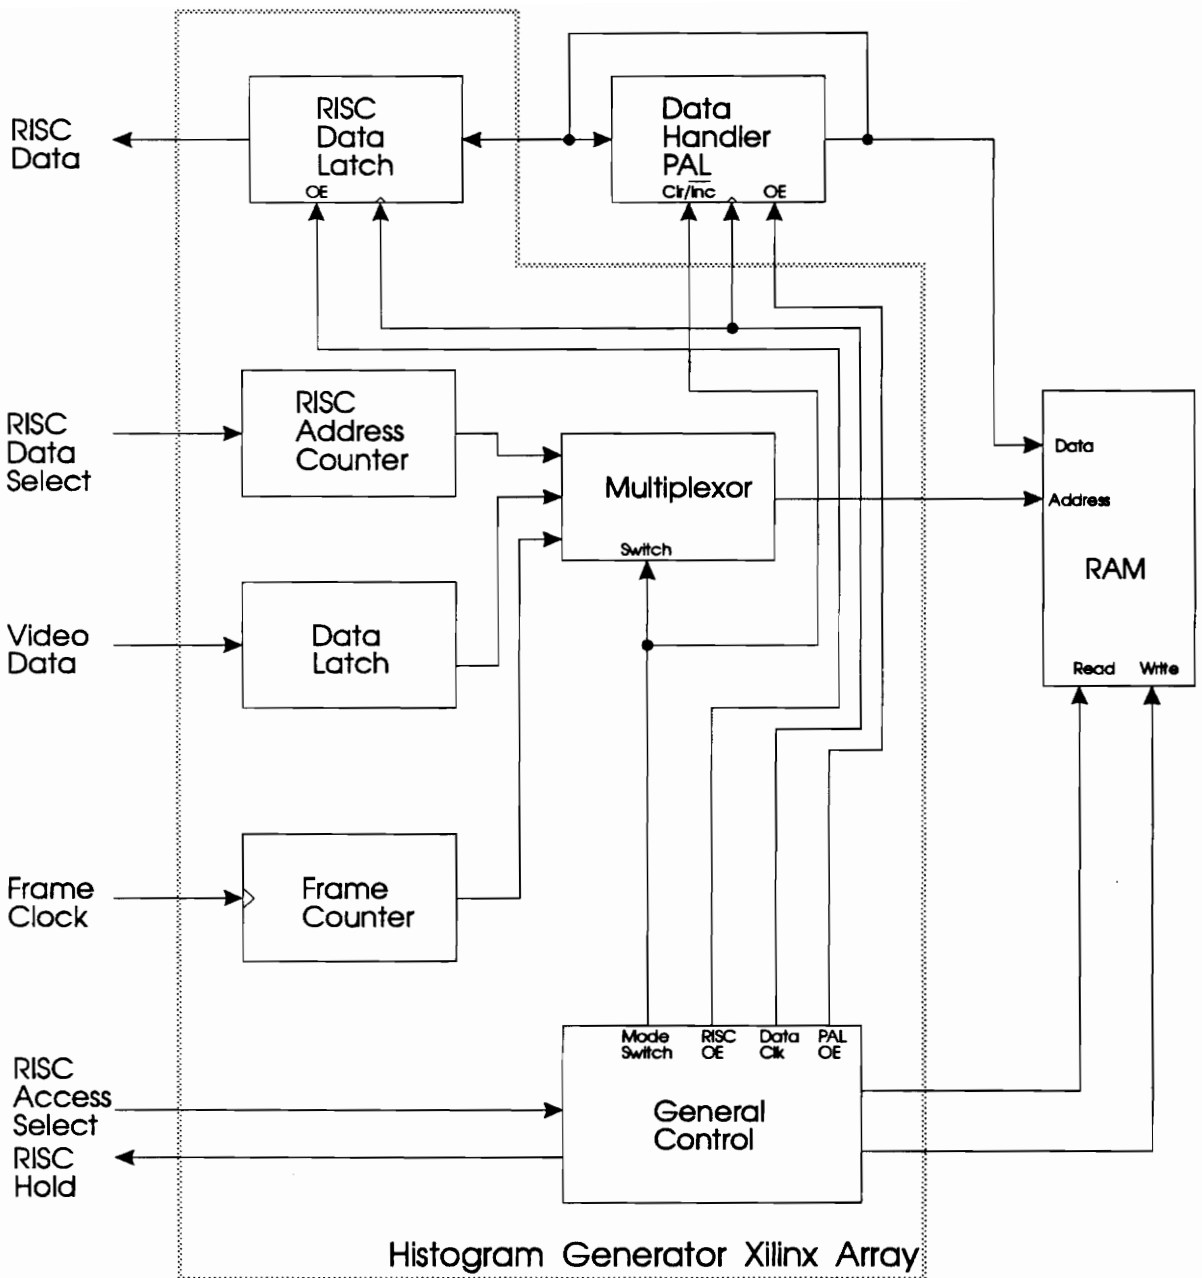 RISC
Data
RISC
Data
Latch
OE
Data
Handler
PAL
Clr/Inc
OE
RISC
Data
Select
RISC
Address
Counter
Multiplexor
Switch
Data
Address
RAM
Read
Write
Video
Data
Data
Latch
Frame
Clock
Frame
Counter
Mode
Switch
RISC
OE
Data
Clk
PAL
OE
General
Control
RISC
Access
Select
RISC
Hold
Histogram Generator Xilinx Array